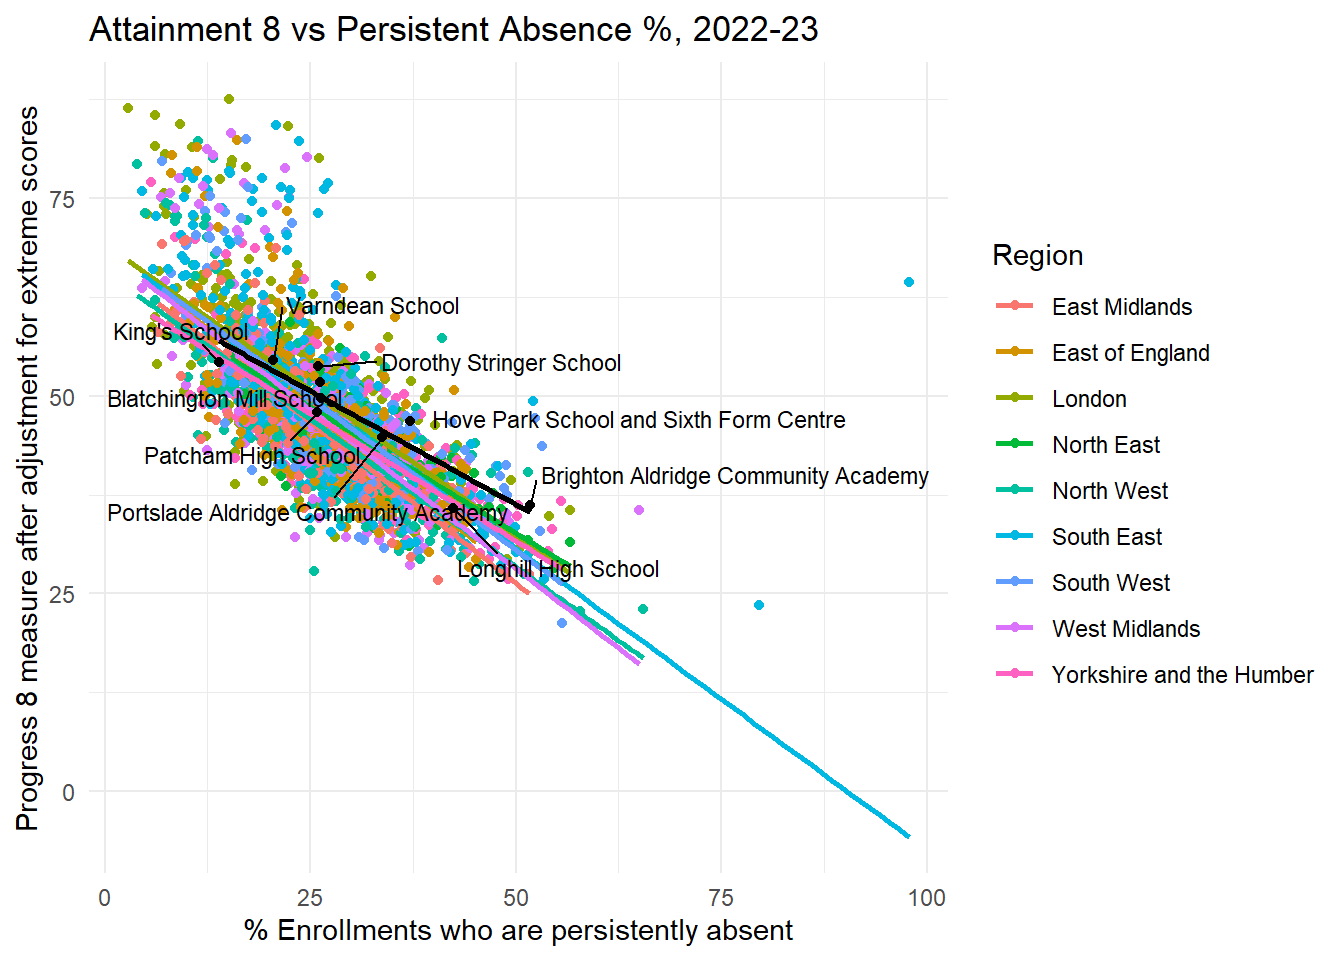 Attainment 8 vs Persistent Absence %, 2022-23
Progress 8 measure after adjustment for extreme scores
75
50
25
0
Varndean School
King's School
Dorothy Stringer School
Blatchington Mill School
Hove Park School and Sixth Form Centre
Patcham High School
Brighton Aldridge Community Academy
Portslade Aldridge Community Academy
Longhill High School
0
25
50
75
100
% Enrollments who are persistently absent
Region
East Midlands
East of England
London
North East
North West
South East
South West
West Midlands
Yorkshire and the Humber